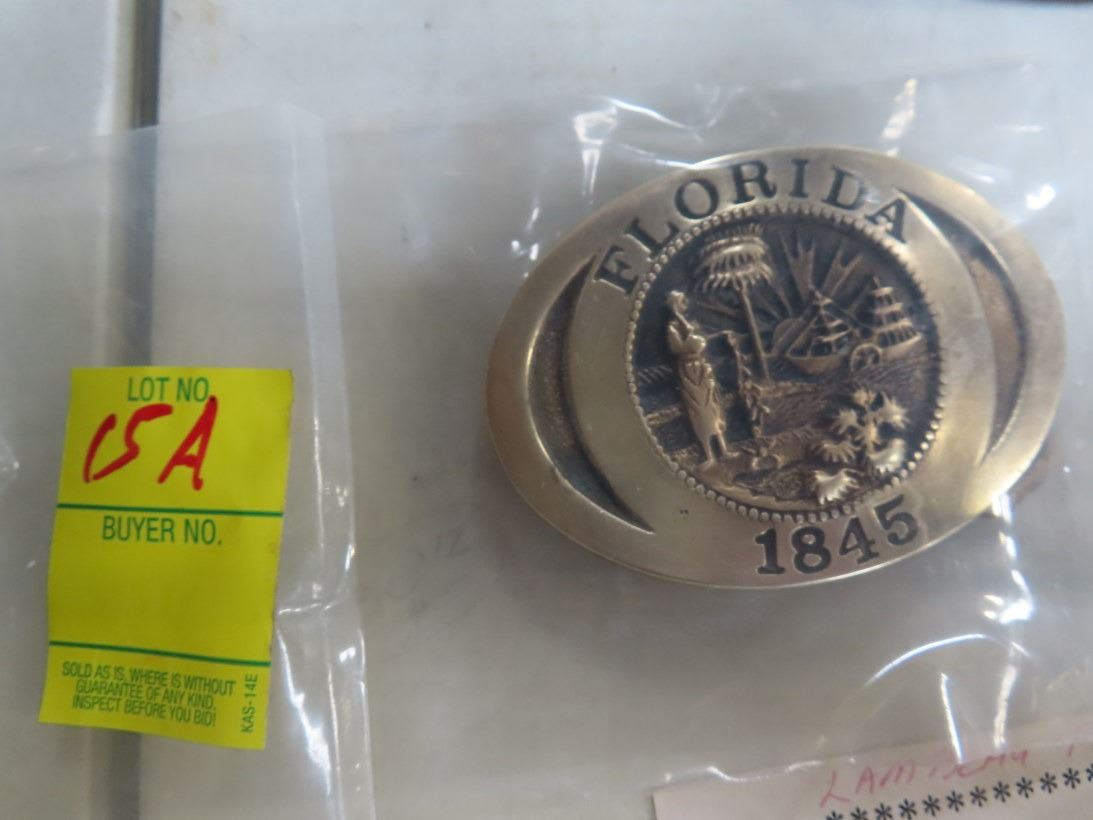 LOT NO.
15A
BUYER NO.
SOLD AS IS, WHERE IS WITHOUT
GUARANTEE OF ANY KIND.
INSPECT BEFORE YOU BID!
KAS-14E
FLORIDA
1845
************